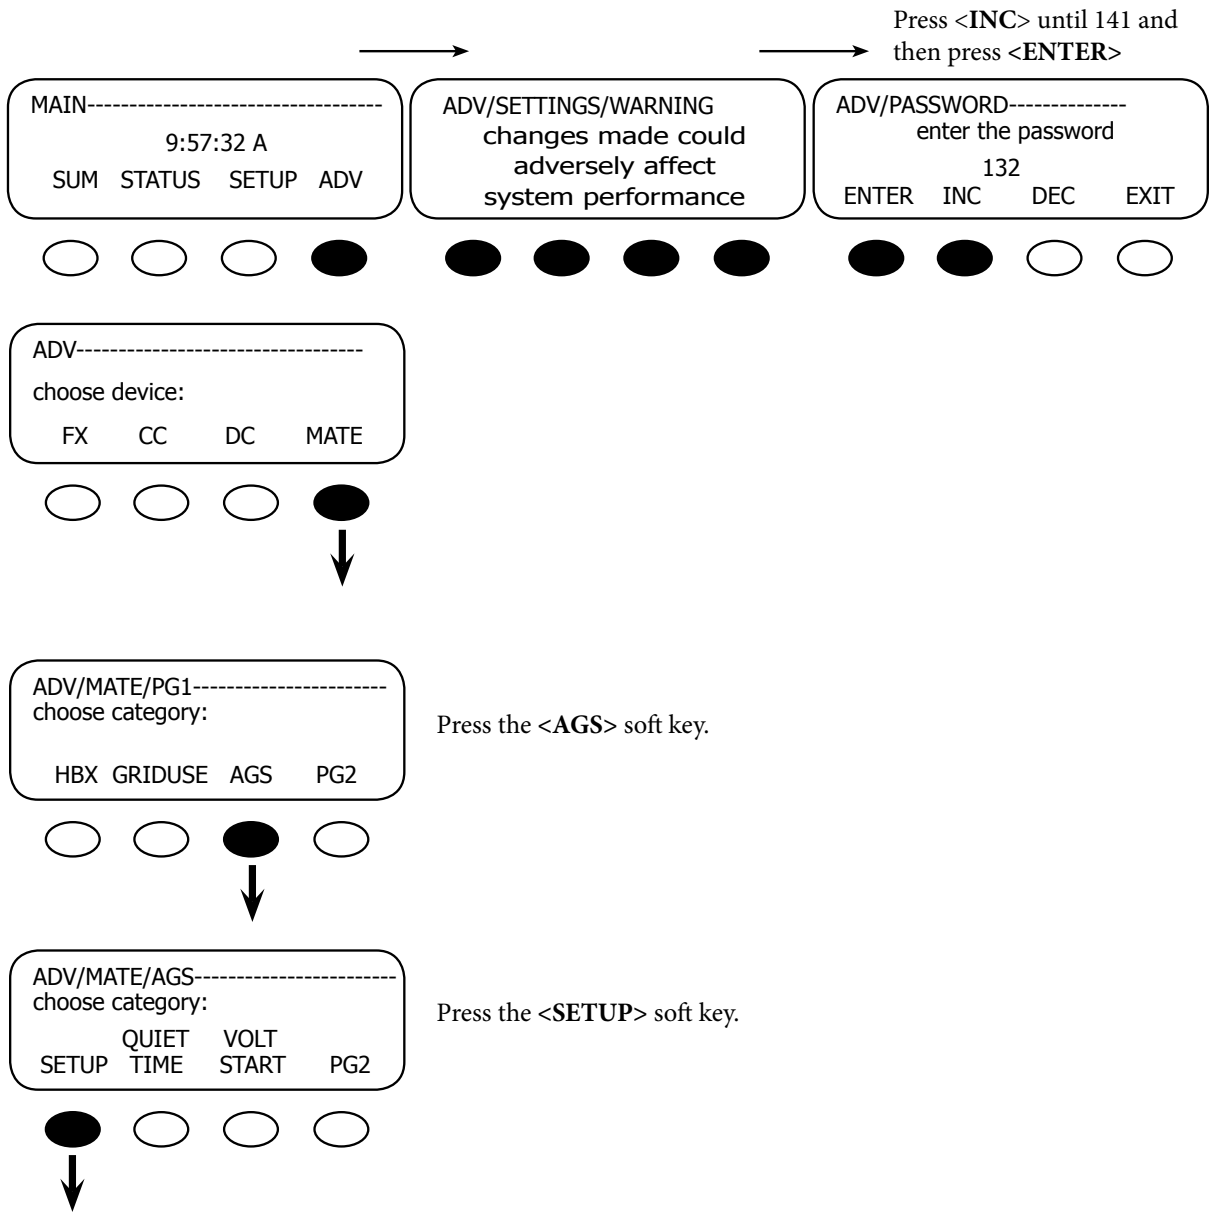 Press <INC> until 141 and
then press <ENTER>
MAIN-----------------------------------
9:57:32 A
SUM STATUS SETUP ADV
ADV/SETTINGS/WARNING
changes made could
adversely affect
system performance
ADV/PASSWORD--------------
enter the password
132
ENTER INC DEC EXIT
ADV----------------------------------
choose device:
FX CC DC MATE
ADV/MATE/PG1-----------------------
choose category:
HBX GRIDUSE AGS PG2
Press the <AGS> soft key.
ADV/MATE/AGS------------------------
choose category:
QUIET VOLT
SETUP TIME START PG2
Press the <SETUP> soft key.